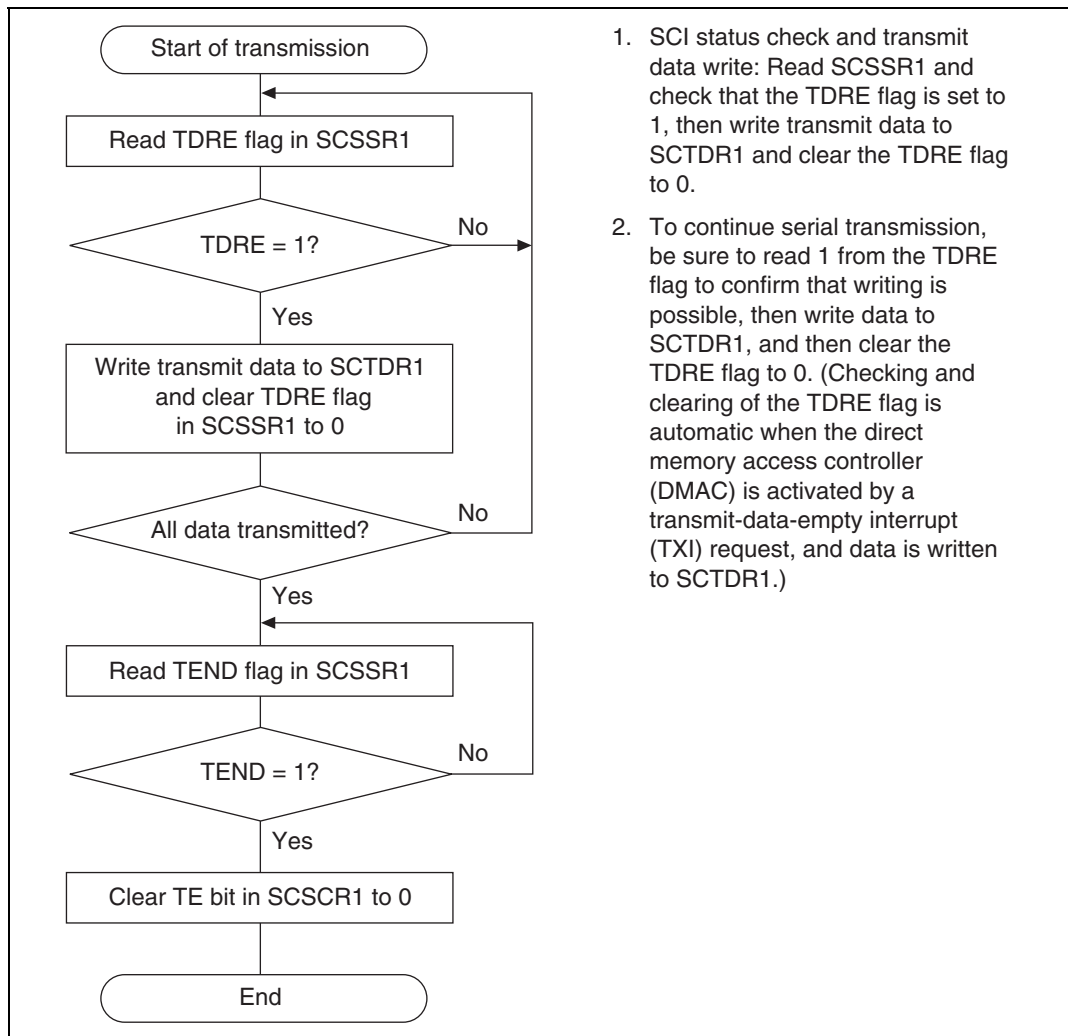 Start of transmission
Read TDRE flag in SCSSR1
TDRE = 1?
No
Yes
Write transmit data to SCTDR1
and clear TDRE flag
in SCSSR1 to 0
All data transmitted?
No
Yes
Read TEND flag in SCSSR1
TEND = 1?
No
Yes
Clear TE bit in SCSCR1 to 0
End
1. SCI status check and transmit
data write: Read SCSSR1 and
check that the TDRE flag is set to
1, then write transmit data to
SCTDR1 and clear the TDRE flag
to 0.
2. To continue serial transmission,
be sure to read 1 from the TDRE
flag to confirm that writing is
possible, then write data to
SCTDR1, and then clear the
TDRE flag to 0. (Checking and
clearing of the TDRE flag is
automatic when the direct
memory access controller
(DMAC) is activated by a
transmit-data-empty interrupt
(TXI) request, and data is written
to SCTDR1.)